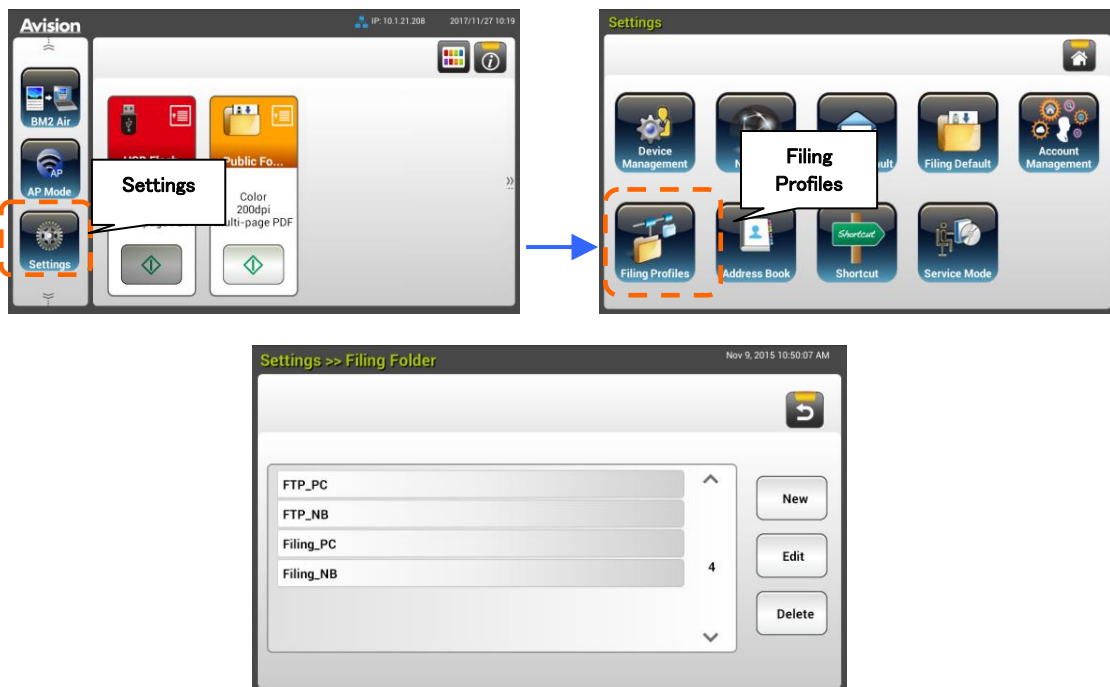 Avision
IP: 10.1.21.208
2017/11/27 10:19
BM2 Air
AP
AP Mode
Settings
Public Fo...
Color
200dpi
PDF
Settings
Settings
Device
Management
Filing Default
Account
Management
Filing
Profiles
Filing Profiles
Address Book
Shortcut
Shortcut
Service Mode
Settings >> Filing Folder
Nov 9, 2015 10:50:07 AM
FTP_PC
FTP_NB
Filing_PC
Filing_NB
4
New
Edit
Delete